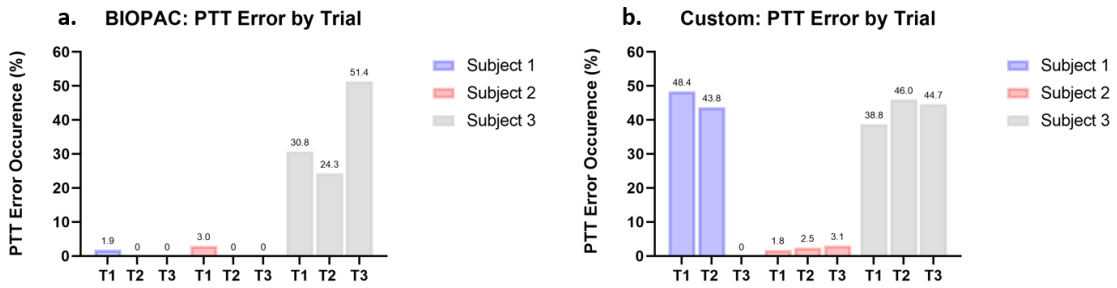 a. BIOPAC: PTT Error by Trial
PTT Error Occurence (%)
60
50
40
30
20
10
0
1.9
0
0
3.0
0
0
30.8
24.3
51.4
T1 T2 T3 T1 T2 T3 T1 T2 T3
Subject 1
Subject 2
Subject 3
b. Custom: PTT Error by Trial
PTT Error Occurence (%)
60
50
40
30
20
10
0
48.4
43.8
0
1.8
2.5
3.1
38.8
46.0
44.7
T1 T2 T3 T1 T2 T3 T1 T2 T3
Subject 1
Subject 2
Subject 3